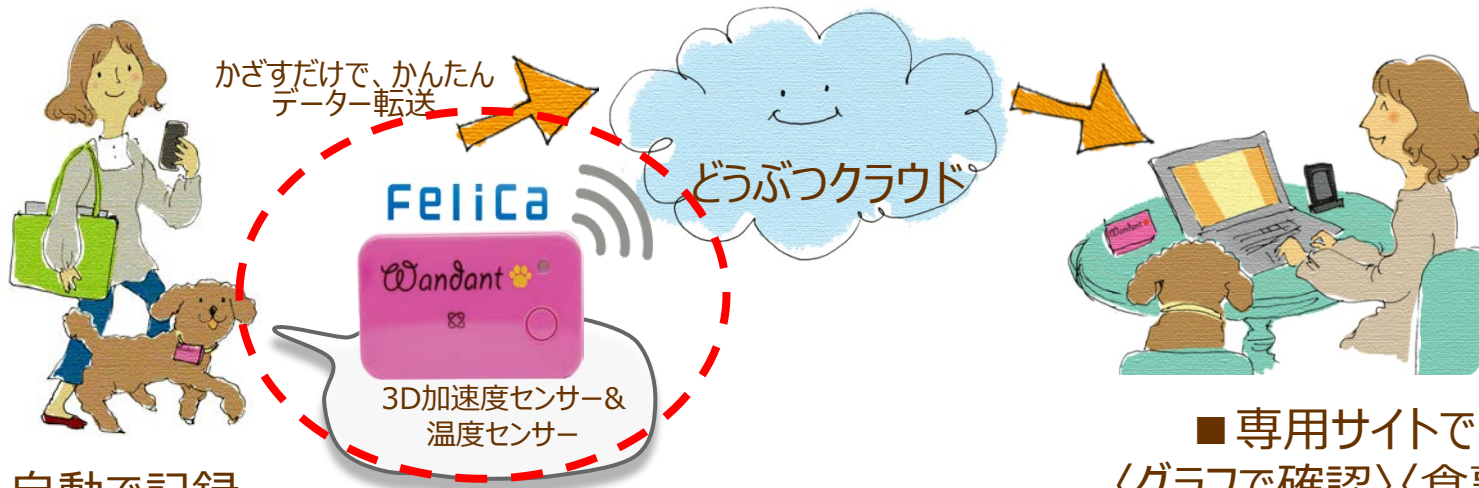 かざすだけで、かんたん
データー転送
どうぶつクラウド
FeliCa
Wandant
3D加速度センサー&
温度センサー
Wandant
■専用サイトで